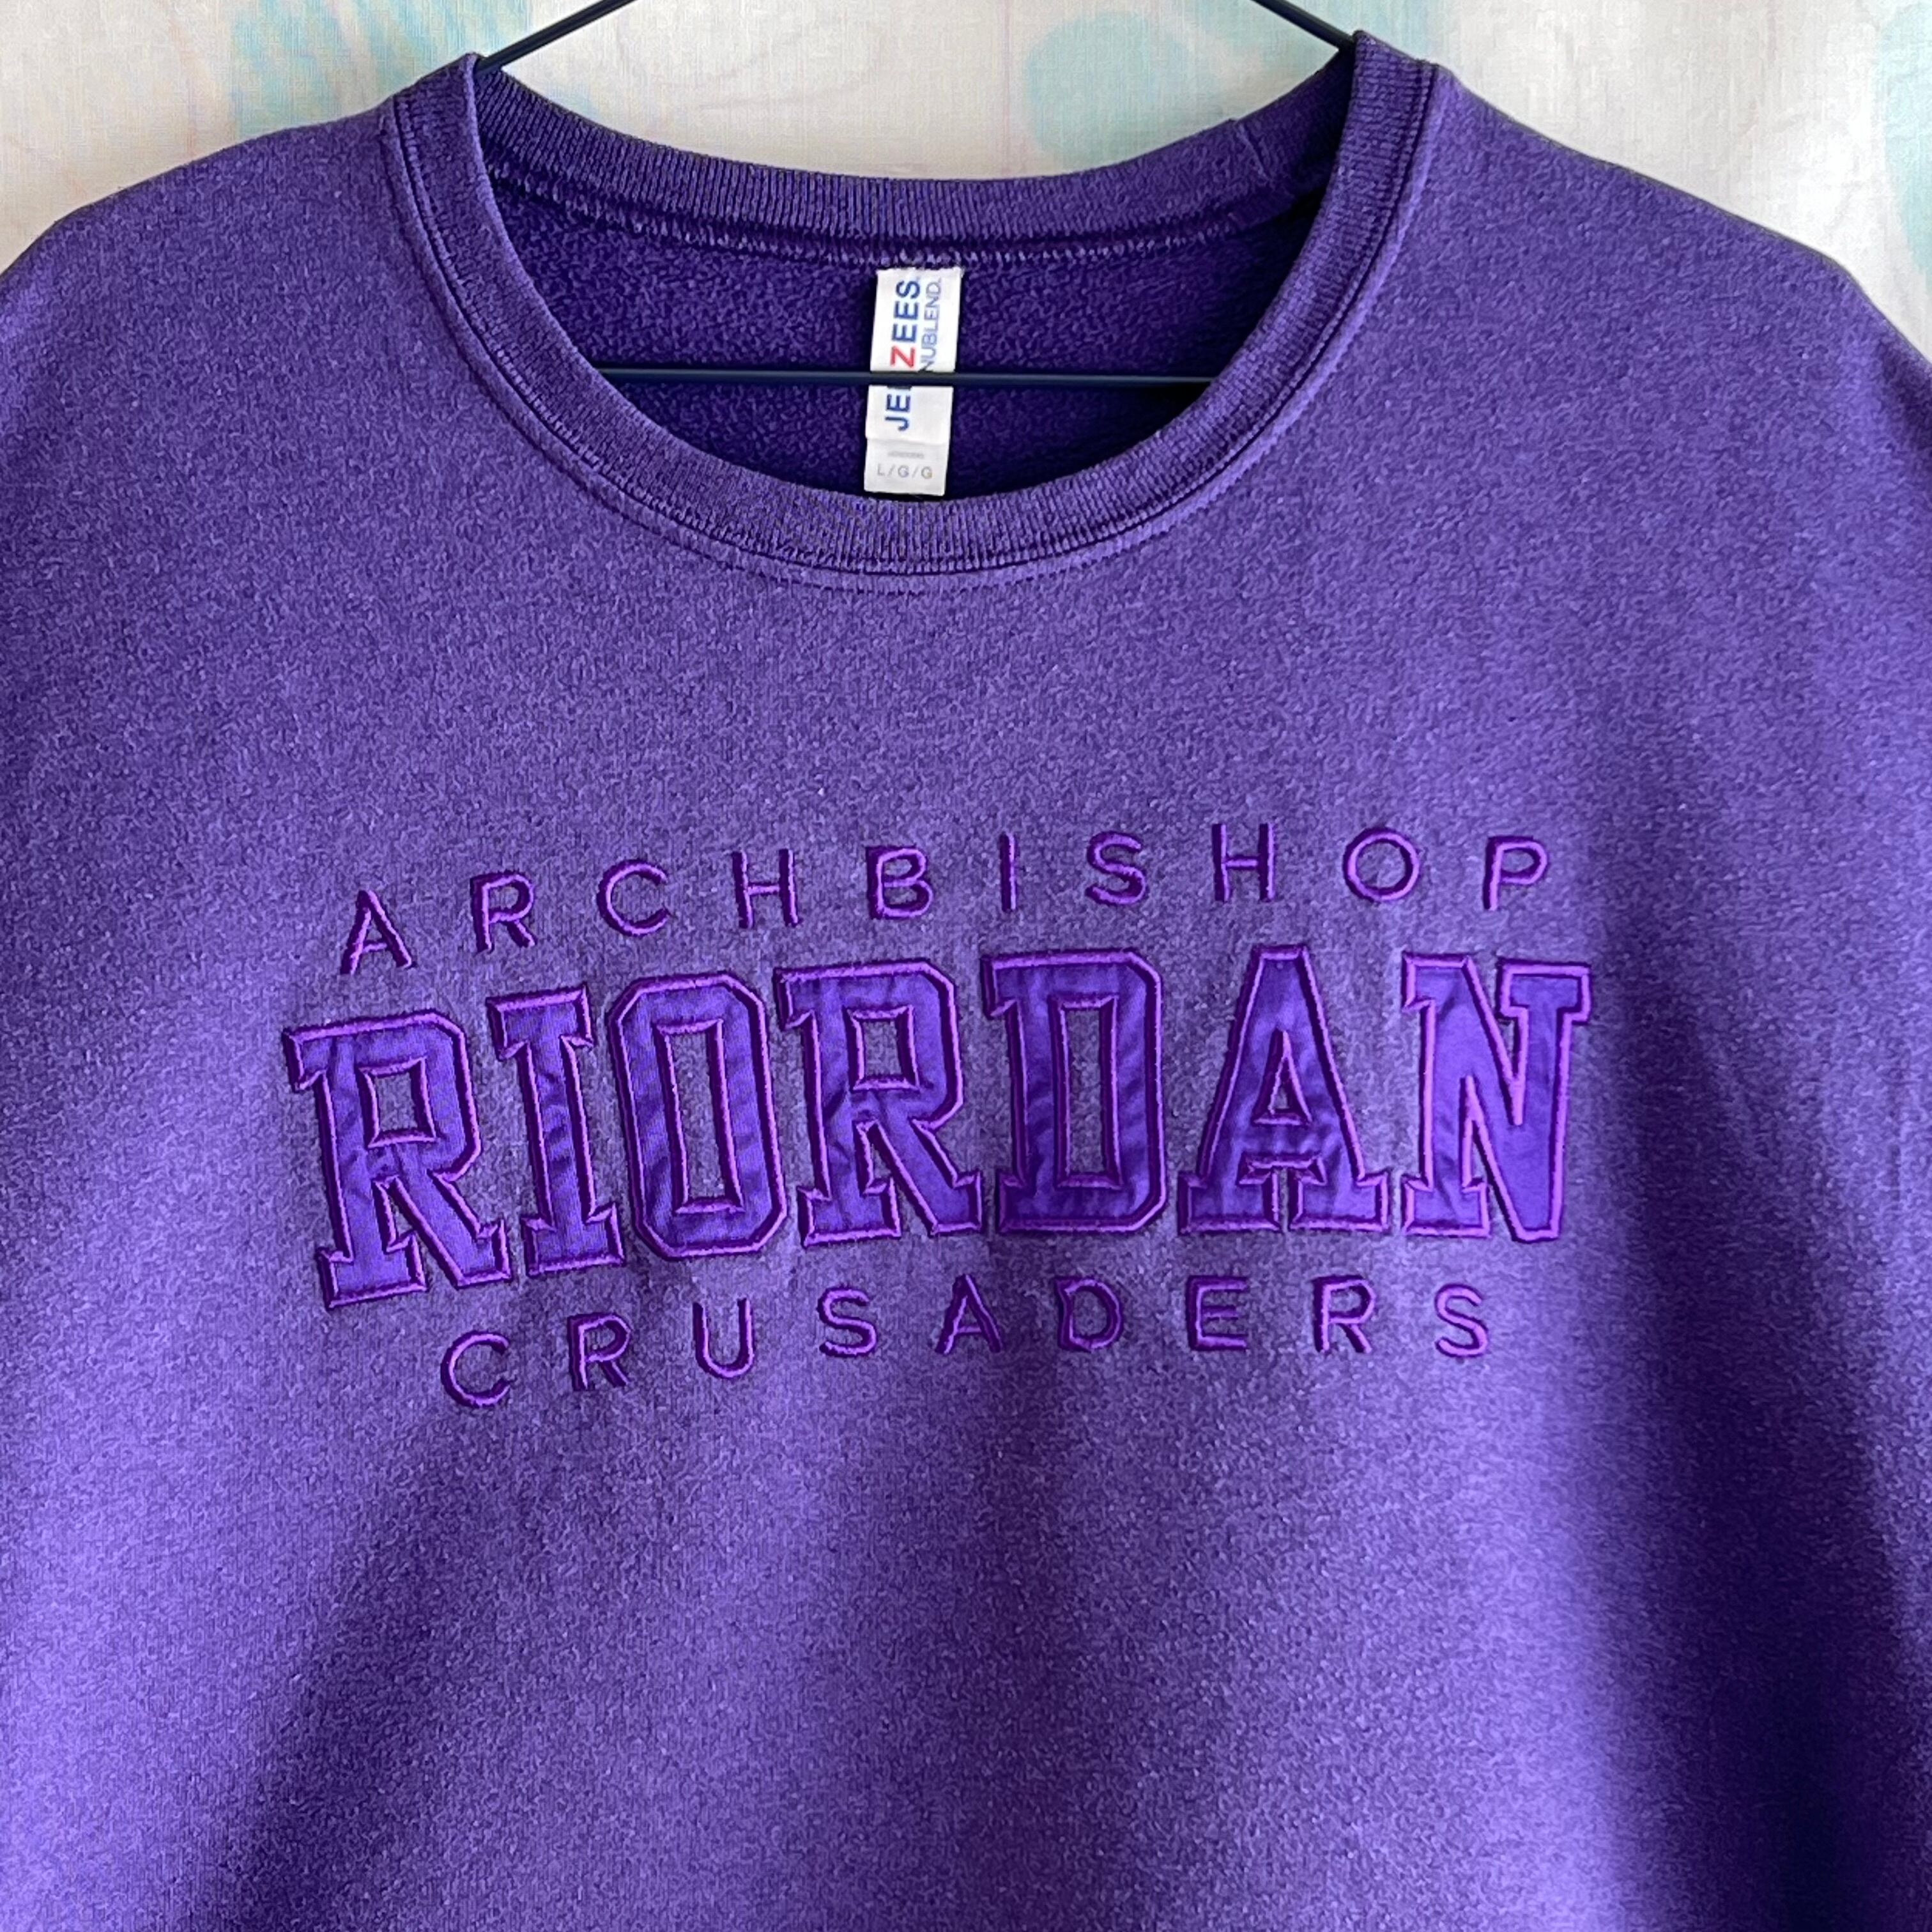 JERZEES.
NUBLEND.
L/G/G
ARCHBISHOP
RIORDAN
CRUSADERS